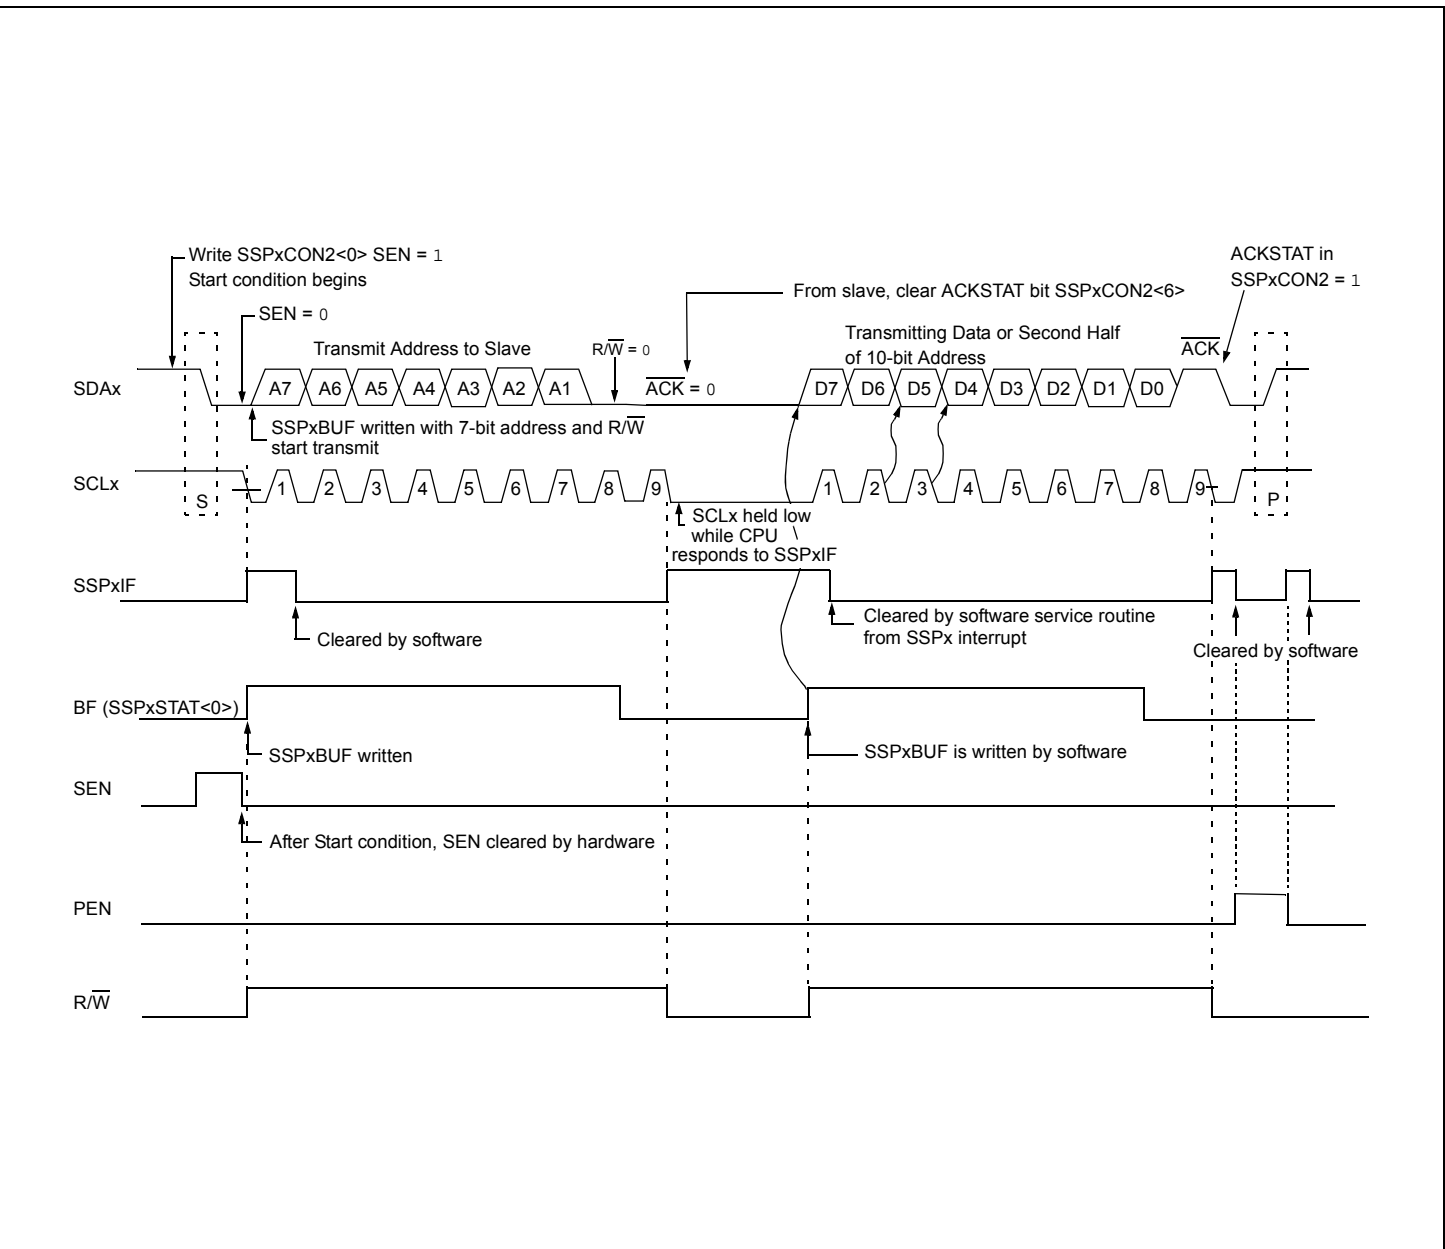 Write SSPxCON2<0> SEN = 1
Start condition begins
ACKSTAT in
SSPxCON2 = 1
From slave, clear ACKSTAT bit SSPxCON2<6>
SEN = 0
Transmit Address to Slave
R/W̅ = 0
Transmitting Data or Second Half
of 10-bit Address
A̅C̅K̅
SDAx
A7 A6 A5 A4 A3 A2 A1
A̅C̅K̅ = 0
D7 D6 D5 D4 D3 D2 D1 D0
SSPxBUF written with 7-bit address and R/W̅
start transmit
SCLx
S
1 2 3 4 5 6 7 8 9
1 2 3 4 5 6 7 8 9
P
SCLx held low
while CPU
responds to SSPxIF
SSPxIF
Cleared by software
Cleared by software service routine
from SSPx interrupt
Cleared by software
BF (SSPxSTAT<0>)
SSPxBUF written
SSPxBUF is written by software
SEN
After Start condition, SEN cleared by hardware
PEN
R/W̅